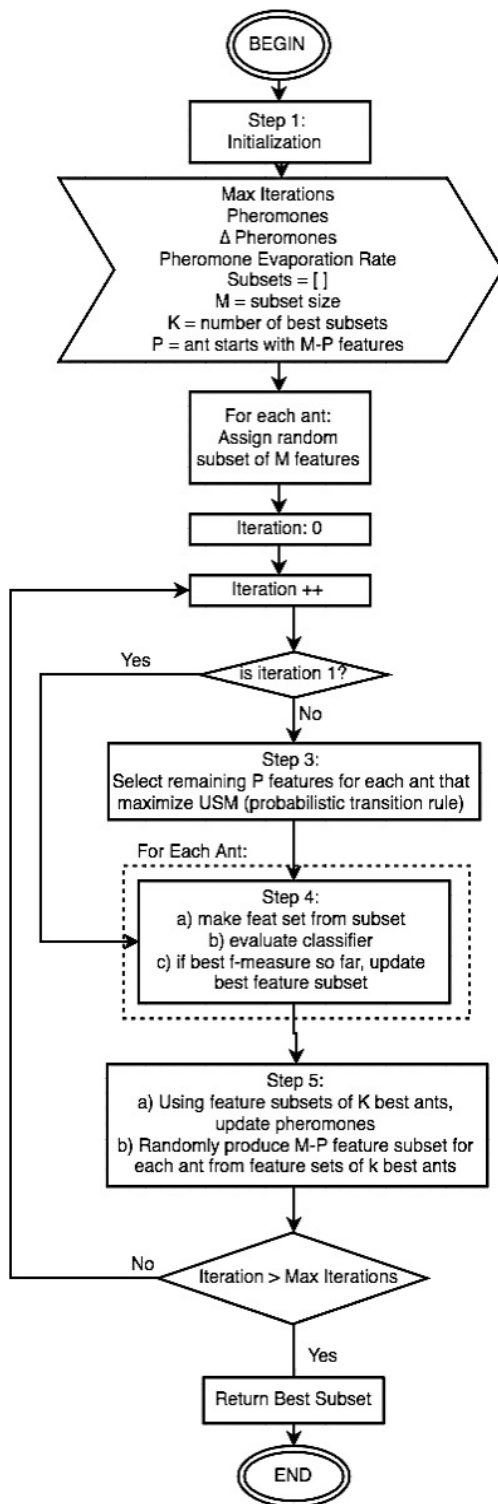 BEGIN
Step 1:
Initialization
Max Iterations
Pheromones
Δ Pheromones
Pheromone Evaporation Rate
Subsets = [ ]
M = subset size
K = number of best subsets
P = ant starts with M-P features
For each ant:
Assign random
subset of M features
Iteration: 0
Iteration ++
Yes
is iteration 1?
No
Step 3:
Select remaining P features for each ant that
maximize USM (probabilistic transition rule)
For Each Ant:
Step 4:
a) make feat set from subset
b) evaluate classifier
c) if best f-measure so far, update
best feature subset
Step 5:
a) Using feature subsets of K best ants,
update pheromones
b) Randomly produce M-P feature subset for
each ant from feature sets of k best ants
No
Iteration > Max Iterations
Yes
Return Best Subset
END